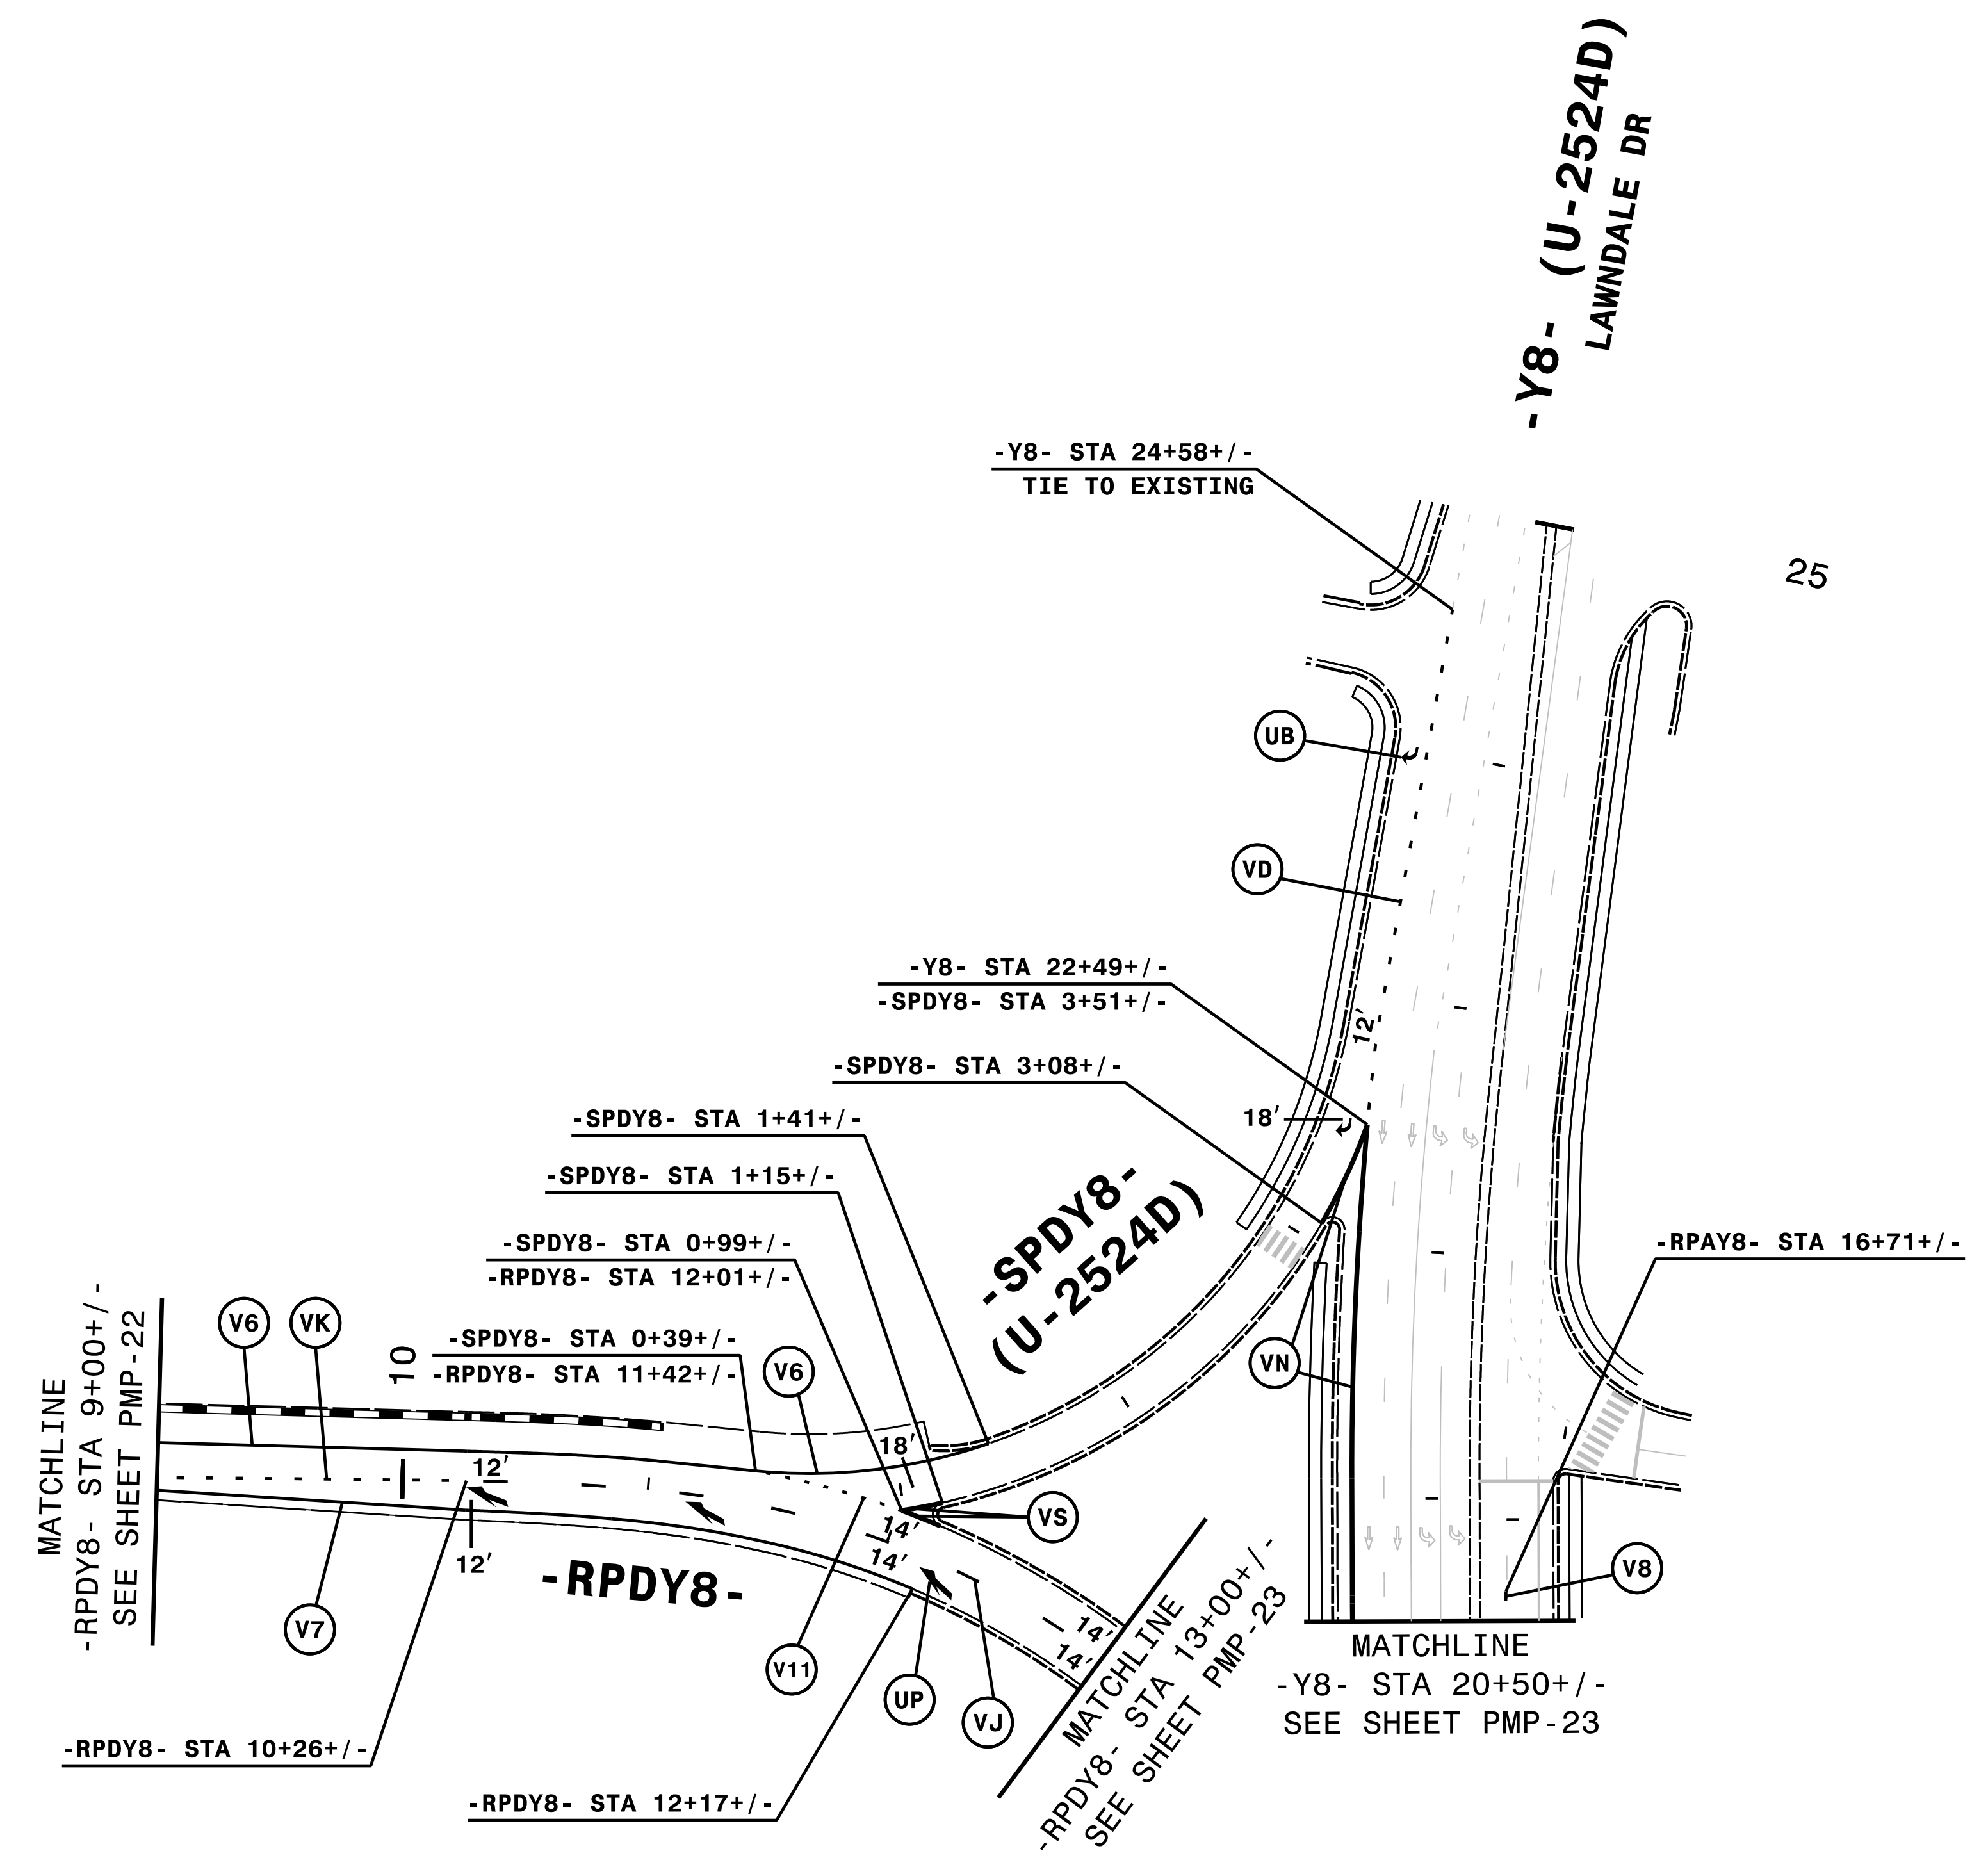 -Y8- (U-2524D)
LAWNDALE DR
-Y8- STA 24+58+/-
TIE TO EXISTING
25
UB
VD
-Y8- STA 22+49+/-
-SPDY8- STA 3+51+/-
12'
-SPDY8- STA 3+08+/-
18'
-SPDY8- STA 1+41+/-
-SPDY8- STA 1+15+/-
-SPDY8-
(U-2524D)
-SPDY8- STA 0+99+/-
-RPDY8- STA 12+01+/-
-RPAY8- STA 16+71+/-
MATCHLINE
-RPDY8- STA 9+00+/-
SEE SHEET PMP-22
V6
VK
10
-SPDY8- STA 0+39+/-
-RPDY8- STA 11+42+/-
V6
VN
18'
12'
12'
VS
14'
14'
-RPDY8-
V7
V11
UP
VJ
14'
14'
MATCHLINE
-RPDY8- STA 13+00+/-
SEE SHEET PMP-23
V8
MATCHLINE
-Y8- STA 20+50+/-
SEE SHEET PMP-23
-RPDY8- STA 10+26+/-
-RPDY8- STA 12+17+/-